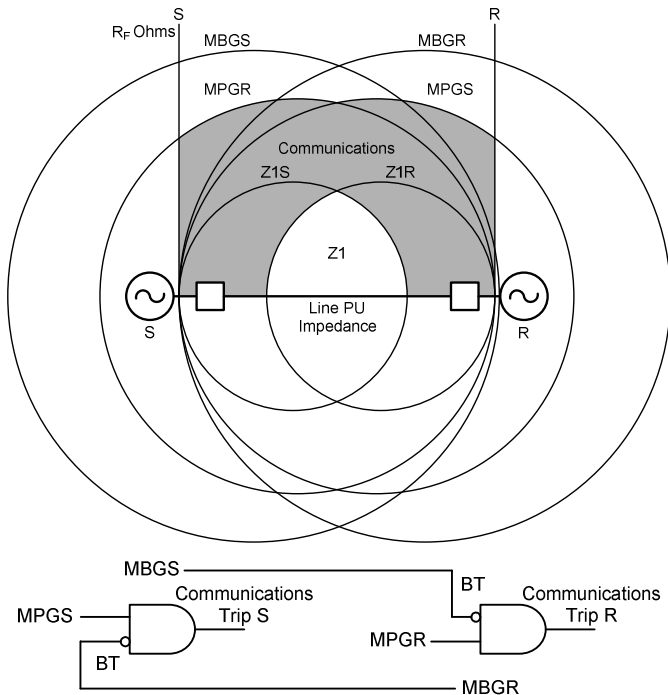 S
R
R_F Ohms
MBGS
MBGR
MPGR
MPGS
Communications
Z1S
Z1R
Z1
Line PU
Impedance
S
R
MBGS
BT
Communications
Trip S
Communications
Trip R
MPGS
MPGR
BT
MBGR